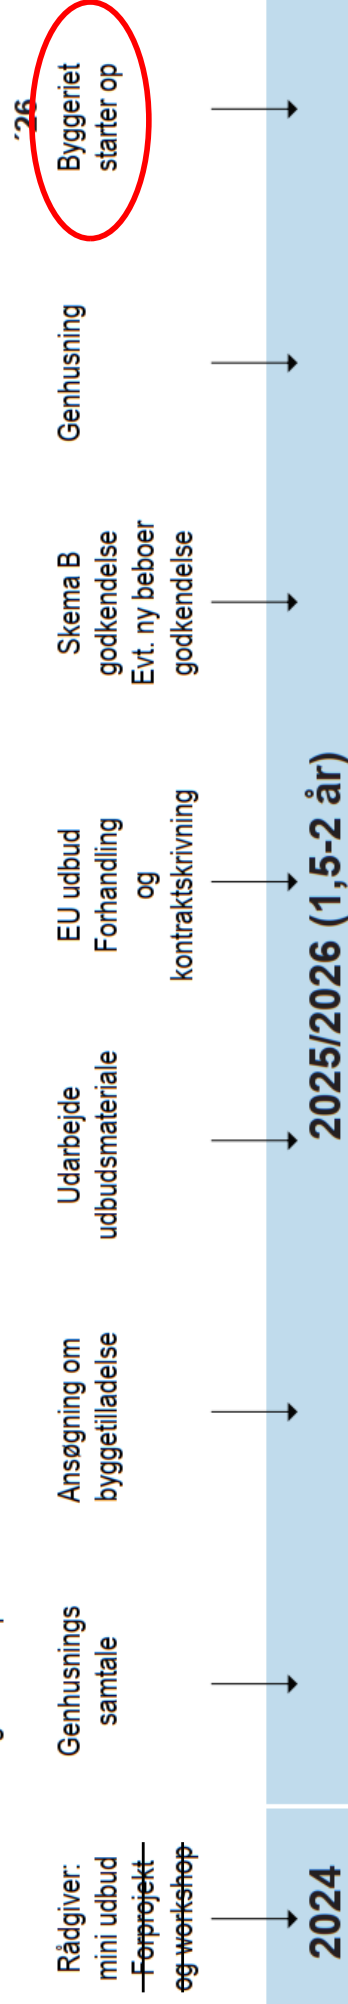 ´26
Rådgiver:
mini udbud
Forprojekt
og workshop
Genhusnings
samtale
Ansøgning om
byggetilladelse
Udarbejde
udbudsmateriale
EU udbud
Forhandling
og
kontraktskrivning
Skema B
godkendelse
Evt. ny beboer
godkendelse
Genhusning
Byggeriet
starter op
2024
2025/2026 (1,5-2 år)